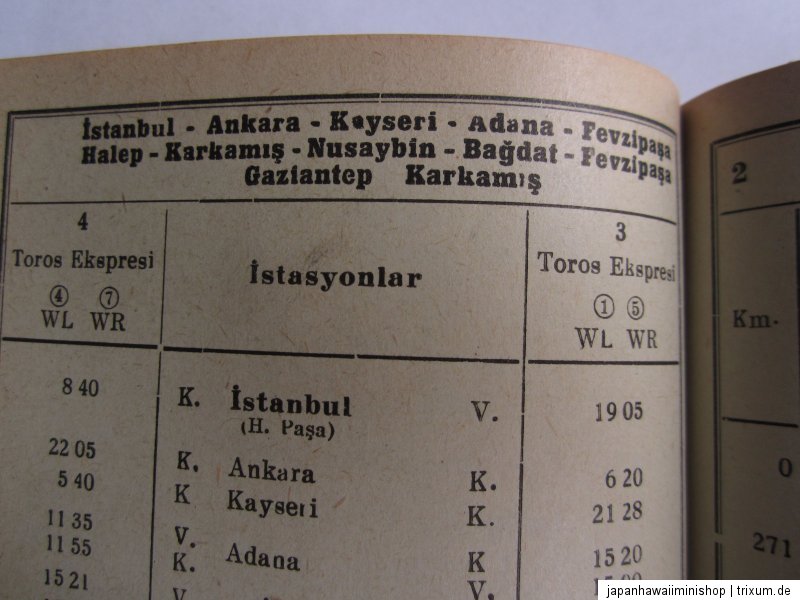 İstanbul - Ankara - Kayseri - Adana - Fevzipaşa
Halep - Karkamış - Nusaybin - Bağdat - Fevzipaşa
Gaziantep Karkamış
4 3 2
Toros Ekspresi İstasyonlar Toros Ekspresi
④ ⑦ ① ⑤
WL WR WL WR Km.
8 40 K. İstanbul V. 19 05
(H. Paşa)
22 05 K. Ankara K. 6 20 0
5 40 K Kayseri K. 21 28
11 35 V. Adana K 15 20 271
11 55 K. V,
15 21 V
japanhawaiiminishop | trixum.de